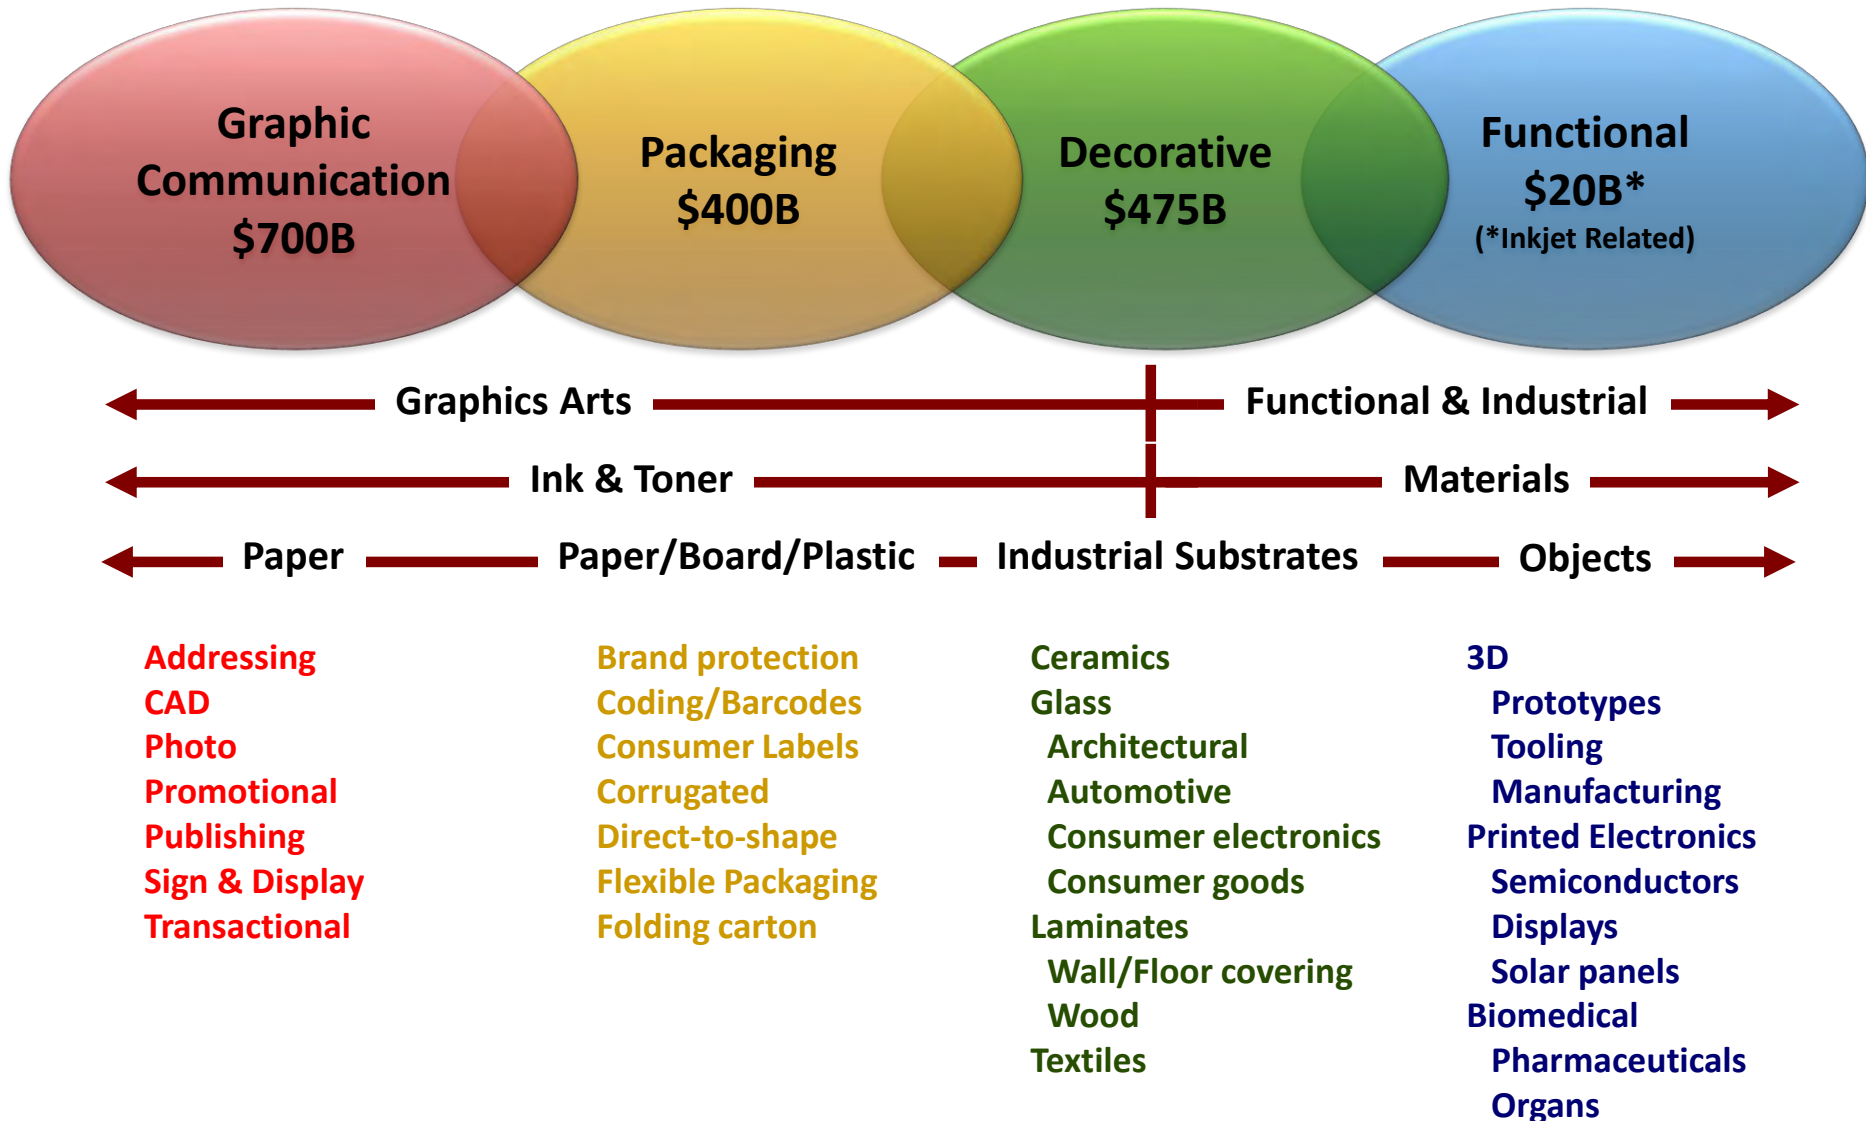 Graphic
Communication
$700B
Packaging
$400B
Decorative
$475B
Functional
$20B*
(*Inkjet Related)
Graphics Arts
Functional & Industrial
Ink & Toner
Materials
Paper
Paper/Board/Plastic
Industrial Substrates
Objects
Addressing
CAD
Photo
Promotional
Publishing
Sign & Display
Transactional
Brand protection
Coding/Barcodes
Consumer Labels
Corrugated
Direct-to-shape
Flexible Packaging
Folding carton
Ceramics
Glass
Architectural
Automotive
Consumer electronics
Consumer goods
Laminates
Wall/Floor covering
Wood
Textiles
3D
Prototypes
Tooling
Manufacturing
Printed Electronics
Semiconductors
Displays
Solar panels
Biomedical
Pharmaceuticals
Organs